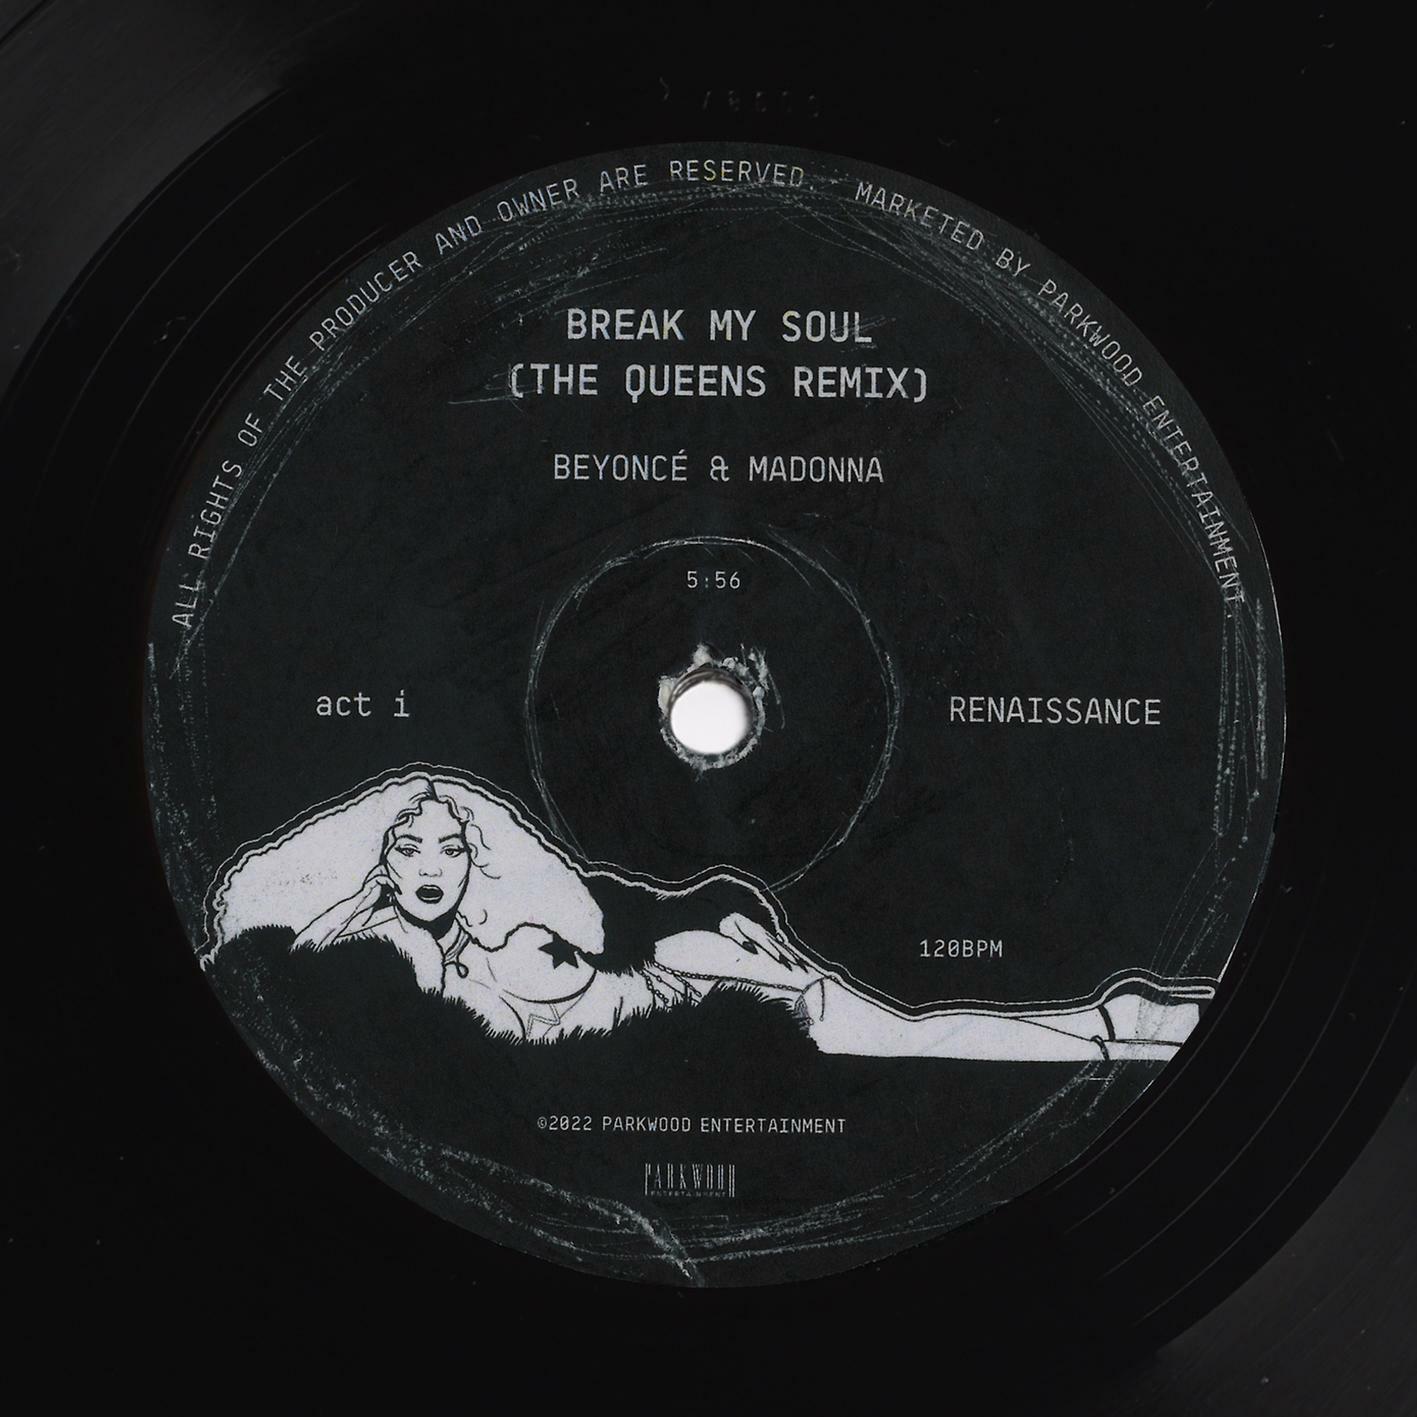 ALL RIGHTS OF THE PRODUCER AND OWNER ARE RESERVED - MARKETED BY PARKWOOD ENTERTAINMENT
BREAK MY SOUL
(THE QUEENS REMIX)
BEYONCÉ & MADONNA
5:56
act i
RENAISSANCE
120BPM
©2022 PARKWOOD ENTERTAINMENT
PARKWOOD
ENTERTAINMENT